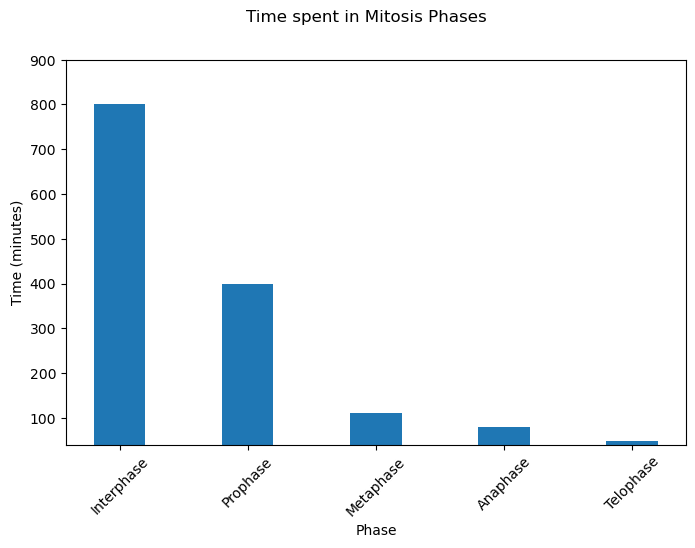 Time spent in Mitosis Phases
900
800
700
600
500
400
300
200
100
Time (minutes)
Interphase
Prophase
Metaphase
Anaphase
Telophase
Phase